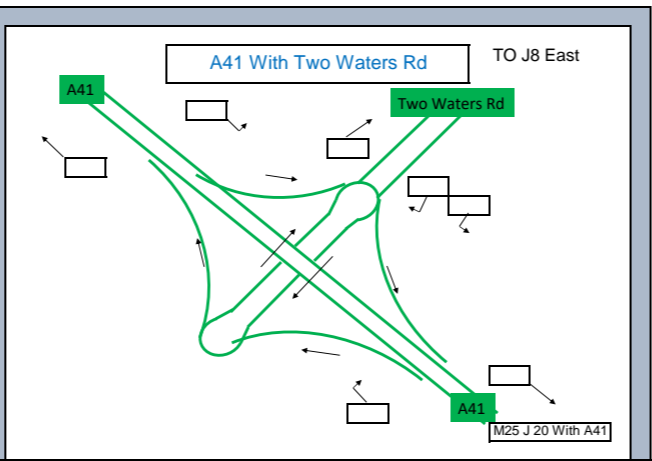 A41 With Two Waters Rd
TO J8 East
A41
Two Waters Rd
A41
M25 J 20 With A41